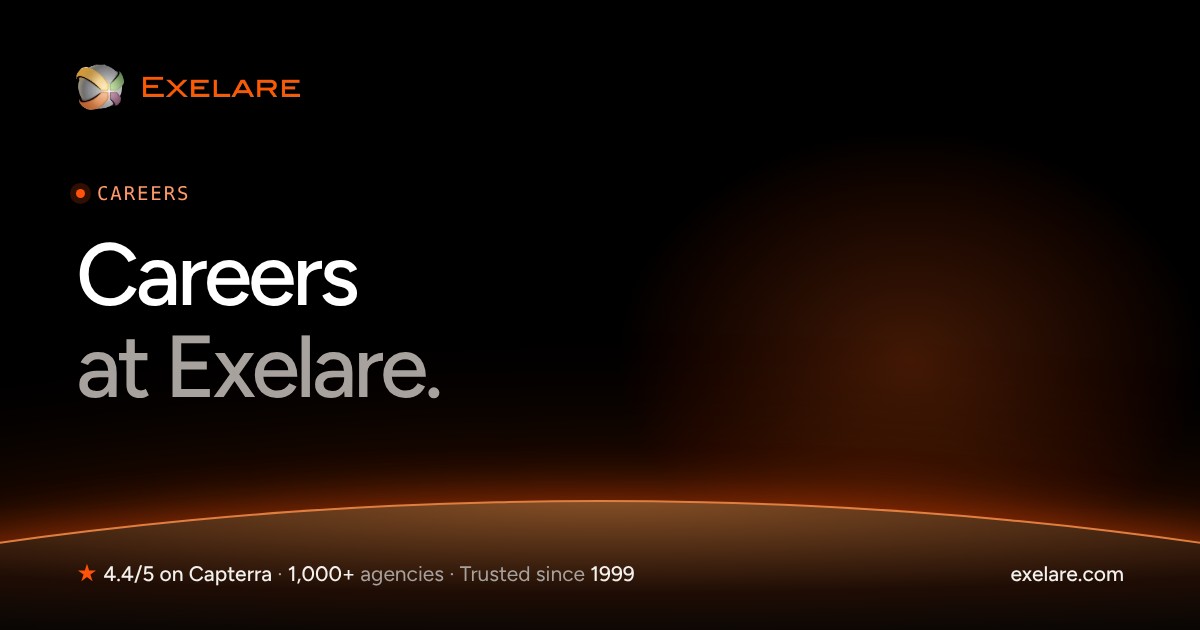 EXELARE
CAREERS
Careers
at Exelare.
★ 4.4/5 on Capterra · 1,000+ agencies · Trusted since 1999
exelare.com